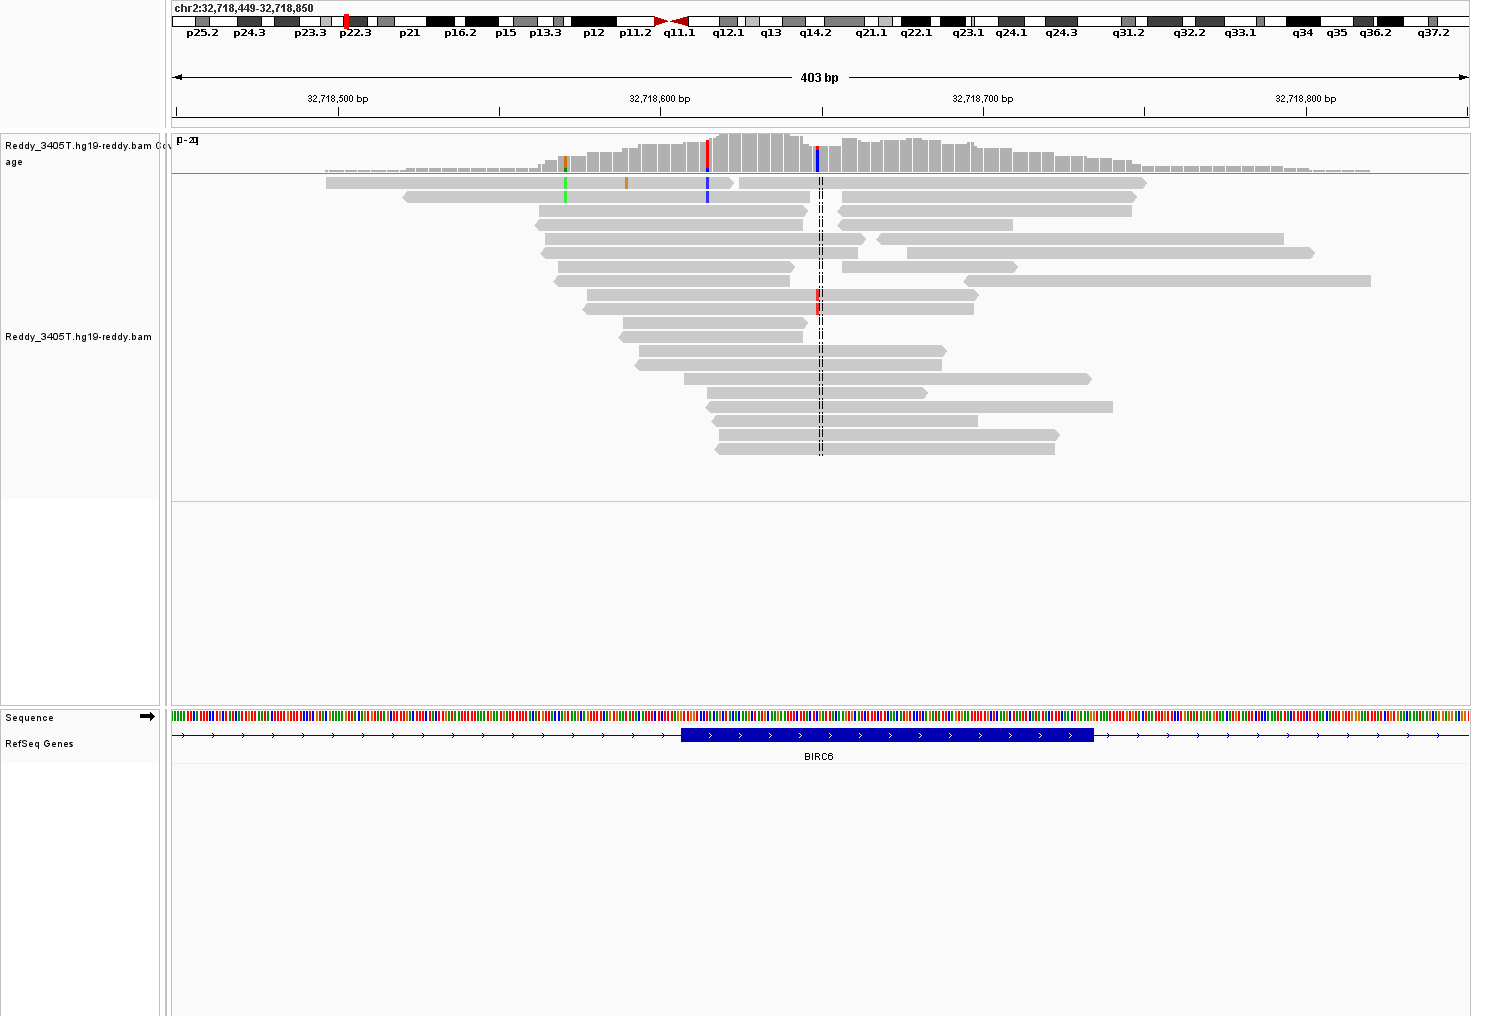 chr2:32,718,449-32,718,850
p25.2 p24.3 p23.3 p22.3 p21 p16.2 p15 p13.3 p12 p11.2 q11.1 q12.1 q13 q14.2 q21.1 q22.1 q23.1 q24.1 q24.3 q31.2 q32.2 q33.1 q34 q35 q36.2 q37.2
403 bp
32,718,500 bp 32,718,600 bp 32,718,700 bp 32,718,800 bp
Reddy_3405T.hg19-reddy.bam Cov
age
[0 - 20]
Reddy_3405T.hg19-reddy.bam
Sequence
RefSeq Genes
BIRC6